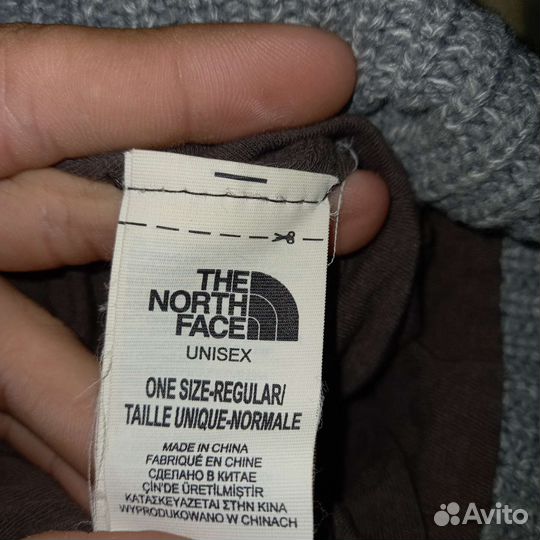 THE
NORTH
FACE
UNISEX
ONE SIZE-REGULAR/
TAILLE UNIQUE-NORMALE
MADE IN CHINA
FABRIQUÉ EN CHINE
СДЕЛАНО В КИТАЕ
ÇİN'DE ÜRETİLMİŞTİR
ΚΑΤΑΣΚΕΥΑΖΕΤΑΙ ΣΤΗΝ ΚΙΝΑ
WYPRODUKOWANO W CHINACH
Avito